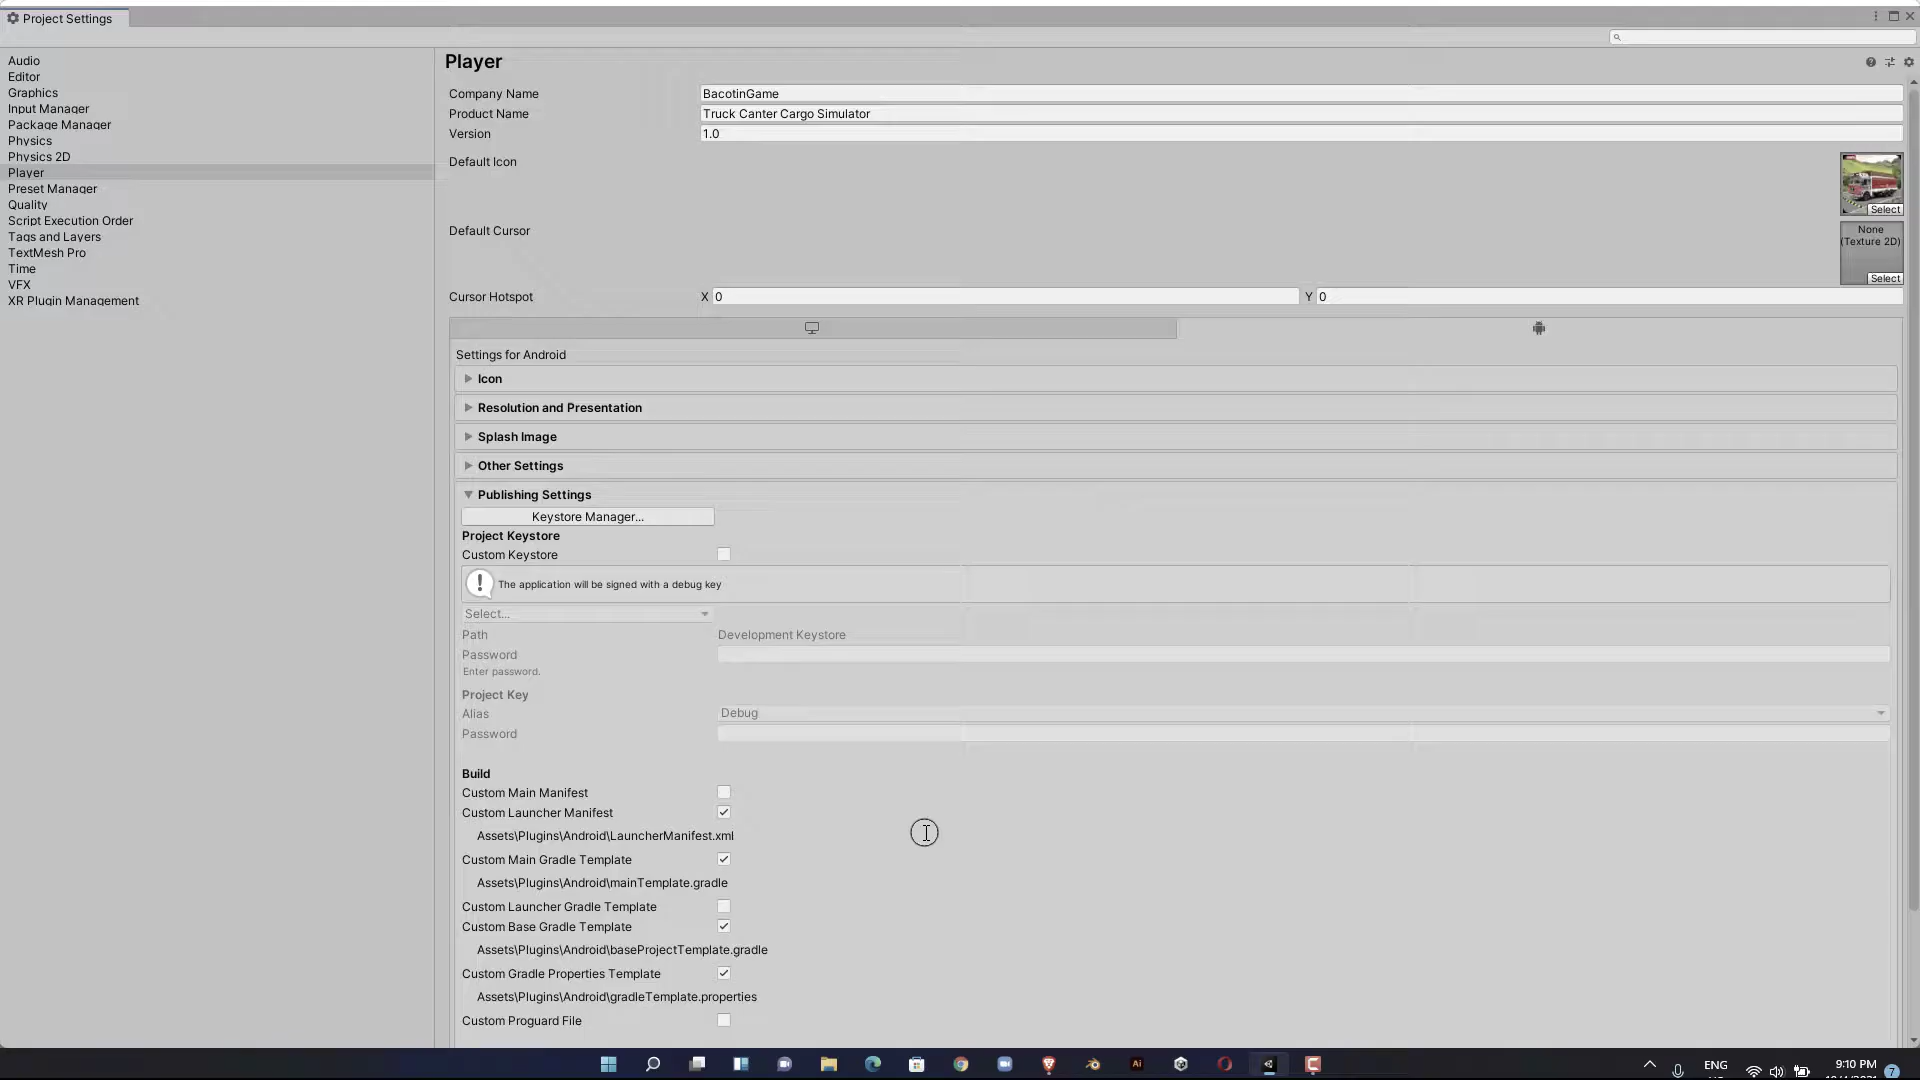 Project Settings
Audio
Editor
Graphics
Input Manager
Package Manager
Physics
Physics 2D
Player
Preset Manager
Quality
Script Execution Order
Tags and Layers
TextMesh Pro
Time
VFX
XR Plugin Management
Player
Company Name BacotinGame
Product Name Truck Canter Cargo Simulator
Version 1.0
Default Icon
Select
Default Cursor
None
(Texture 2D)
Select
Cursor Hotspot X 0 Y 0
Settings for Android
Icon
Resolution and Presentation
Splash Image
Other Settings
Publishing Settings
Keystore Manager...
Project Keystore
Custom Keystore
The application will be signed with a debug key
Select...
Path Development Keystore
Password
Enter password.
Project Key
Alias Debug
Password
Build
Custom Main Manifest
Custom Launcher Manifest
Assets\Plugins\Android\LauncherManifest.xml
Custom Main Gradle Template
Assets\Plugins\Android\mainTemplate.gradle
Custom Launcher Gradle Template
Custom Base Gradle Template
Assets\Plugins\Android\baseProjectTemplate.gradle
Custom Gradle Properties Template
Assets\Plugins\Android\gradleTemplate.properties
Custom Proguard File
Ai
ENG
9:10 PM
7